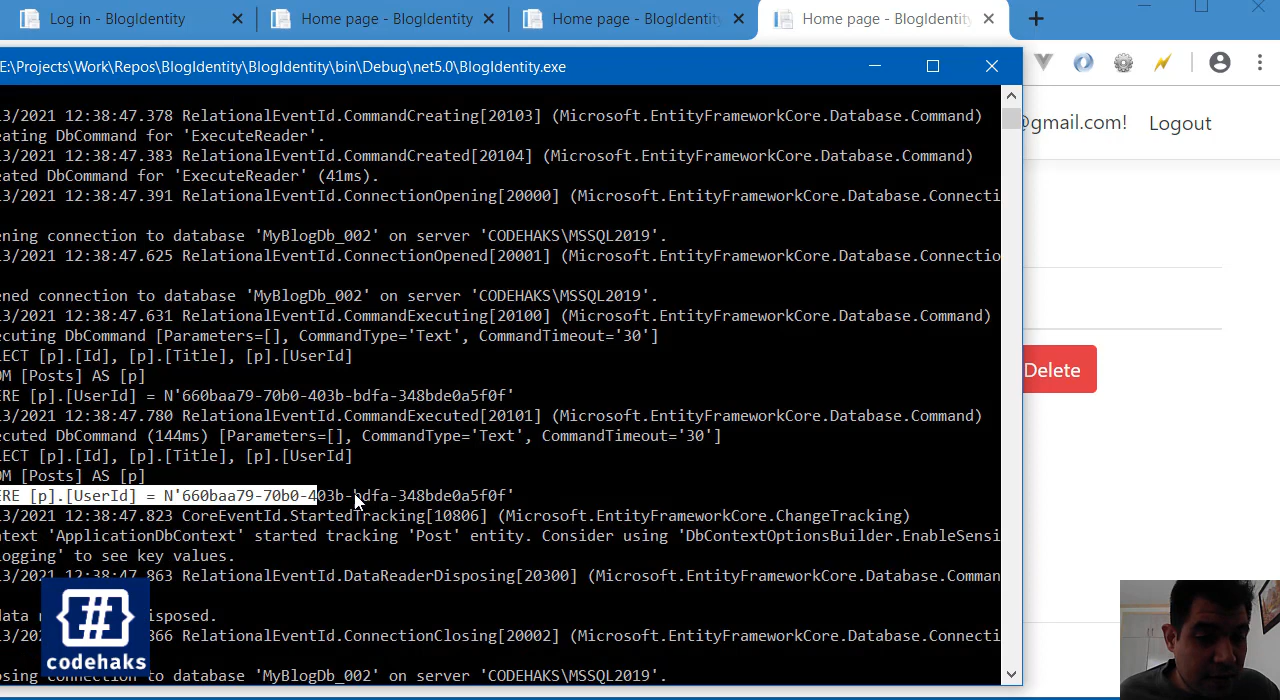 Log in - BlogIdentity
Home page - BlogIdentity
Home page - BlogIdentity
Home page - BlogIdentity
E:\Projects\Work\Repos\BlogIdentity\BlogIdentity\bin\Debug\net5.0\BlogIdentity.exe
@gmail.com! Logout
3/2021 12:38:47.378 RelationalEventId.CommandCreating[20103] (Microsoft.EntityFrameworkCore.Database.Command)
eating DbCommand for 'ExecuteReader'.
3/2021 12:38:47.383 RelationalEventId.CommandCreated[20104] (Microsoft.EntityFrameworkCore.Database.Command)
eated DbCommand for 'ExecuteReader' (41ms).
3/2021 12:38:47.391 RelationalEventId.ConnectionOpening[20000] (Microsoft.EntityFrameworkCore.Database.Connecti
ening connection to database 'MyBlogDb_002' on server 'CODEHAKS\MSSQL2019'.
3/2021 12:38:47.625 RelationalEventId.ConnectionOpened[20001] (Microsoft.EntityFrameworkCore.Database.Connectio
ened connection to database 'MyBlogDb_002' on server 'CODEHAKS\MSSQL2019'.
3/2021 12:38:47.631 RelationalEventId.CommandExecuting[20100] (Microsoft.EntityFrameworkCore.Database.Command)
ecuting DbCommand [Parameters=[], CommandType='Text', CommandTimeout='30']
LECT [p].[Id], [p].[Title], [p].[UserId]
OM [Posts] AS [p]
ERE [p].[UserId] = N'660baa79-70b0-403b-bdfa-348bde0a5f0f'
3/2021 12:38:47.780 RelationalEventId.CommandExecuted[20101] (Microsoft.EntityFrameworkCore.Database.Command)
ecuted DbCommand (144ms) [Parameters=[], CommandType='Text', CommandTimeout='30']
LECT [p].[Id], [p].[Title], [p].[UserId]
OM [Posts] AS [p]
ERE [p].[UserId] = N'660baa79-70b0-403b-bdfa-348bde0a5f0f'
3/2021 12:38:47.823 CoreEventId.StartedTracking[10806] (Microsoft.EntityFrameworkCore.ChangeTracking)
ntext 'ApplicationDbContext' started tracking 'Post' entity. Consider using 'DbContextOptionsBuilder.EnableSensi
ogging' to see key values.
3/2021 12:38:47.863 RelationalEventId.DataReaderDisposing[20300] (Microsoft.EntityFrameworkCore.Database.Comman
data isposed.
3/202 366 RelationalEventId.ConnectionClosing[20002] (Microsoft.EntityFrameworkCore.Database.Connecti
osing connection to database 'MyBlogDb_002' on server 'CODEHAKS\MSSQL2019'.
Delete
{#}
codehaks